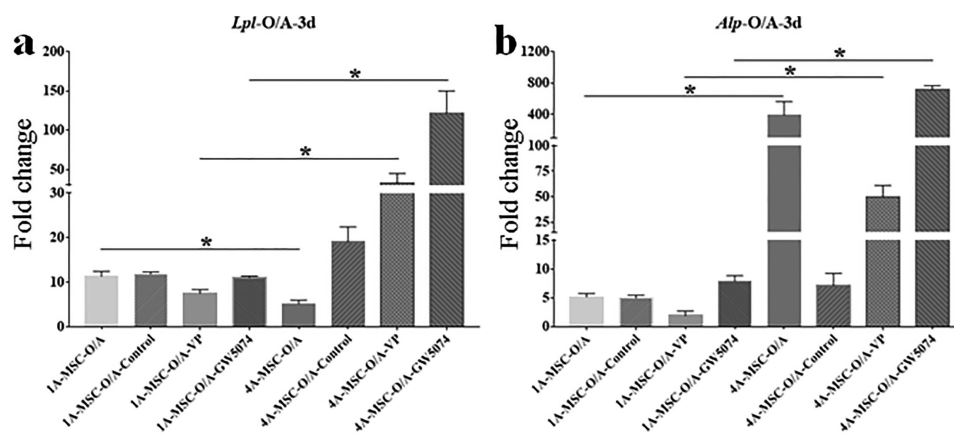 a
Lpl-O/A-3d
Fold change
200
150
100
50
30
20
10
0
*
*
*
1A-MSC-O/A
1A-MSC-O/A-Control
1A-MSC-O/A-VP
1A-MSC-O/A-GW5074
4A-MSC-O/A
4A-MSC-O/A-Control
4A-MSC-O/A-VP
4A-MSC-O/A-GW5074
b
Alp-O/A-3d
Fold change
1200
800
400
100
75
50
25
15
10
5
0
*
*
*
1A-MSC-O/A
1A-MSC-O/A-Control
1A-MSC-O/A-VP
1A-MSC-O/A-GW5074
4A-MSC-O/A
4A-MSC-O/A-Control
4A-MSC-O/A-VP
4A-MSC-O/A-GW5074